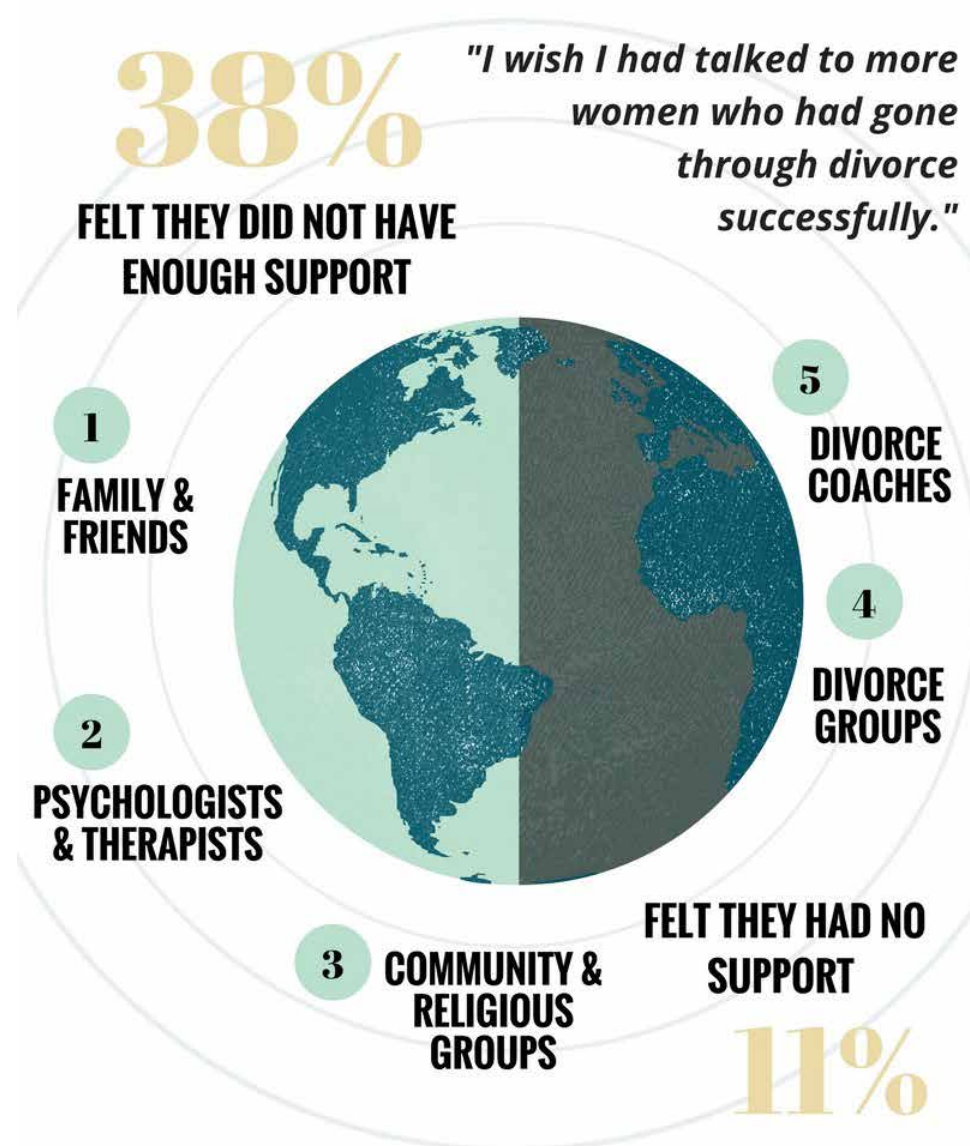 38%
FELT THEY DID NOT HAVE
ENOUGH SUPPORT
"I wish I had talked to more
women who had gone
through divorce
successfully."
1
FAMILY &
FRIENDS
2
PSYCHOLOGISTS
& THERAPISTS
3
COMMUNITY &
RELIGIOUS
GROUPS
4
DIVORCE
GROUPS
5
DIVORCE
COACHES
FELT THEY HAD NO
SUPPORT
11%